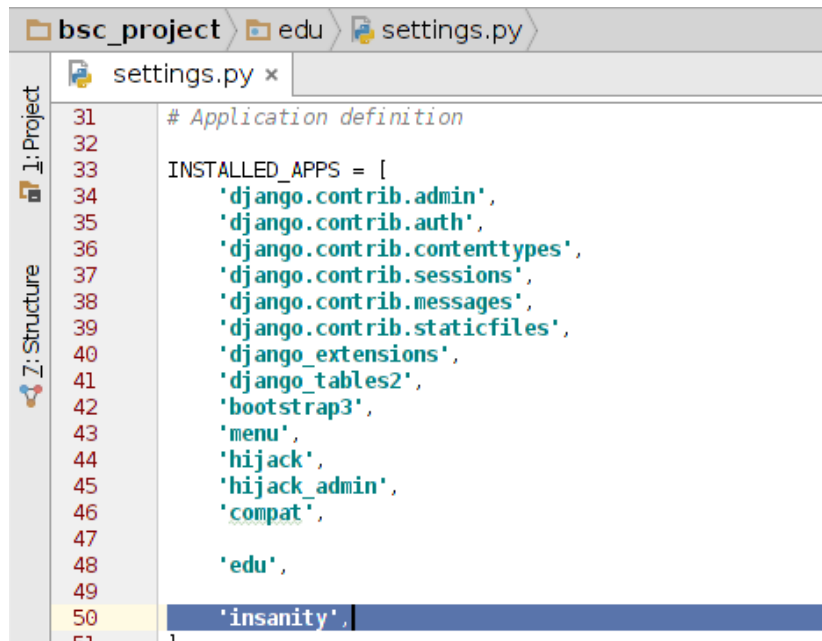 bsc_project edu settings.py
settings.py ×
1: Project
7: Structure
31 # Application definition
32
33 INSTALLED_APPS = [
34 'django.contrib.admin',
35 'django.contrib.auth',
36 'django.contrib.contenttypes',
37 'django.contrib.sessions',
38 'django.contrib.messages',
39 'django.contrib.staticfiles',
40 'django_extensions',
41 'django_tables2',
42 'bootstrap3',
43 'menu',
44 'hijack',
45 'hijack_admin',
46 'compat',
47
48 'edu',
49
50 'insanity',
51 ]